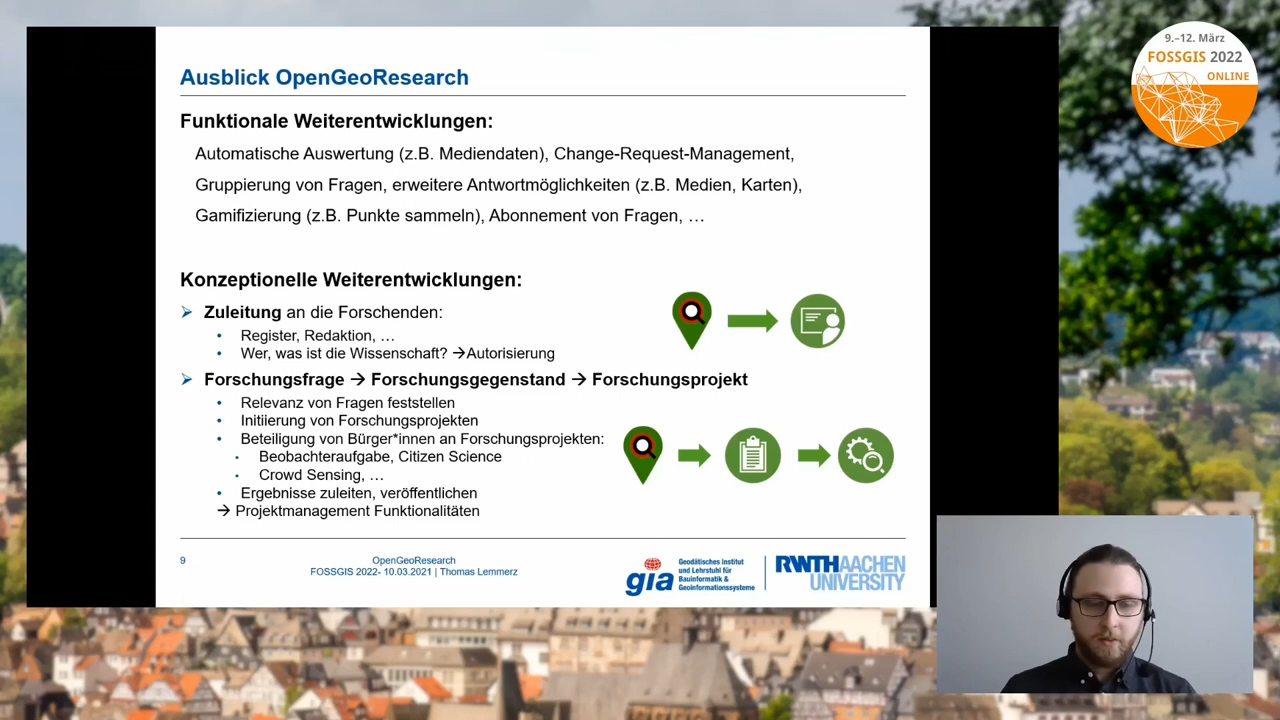 9.–12. März
FOSSGIS 2022
ONLINE
Ausblick OpenGeoResearch
Funktionale Weiterentwicklungen:
Automatische Auswertung (z.B. Mediendaten), Change-Request-Management,
Gruppierung von Fragen, erweitere Antwortmöglichkeiten (z.B. Medien, Karten),
Gamifizierung (z.B. Punkte sammeln), Abonnement von Fragen, …
Konzeptionelle Weiterentwicklungen:
➢ Zuleitung an die Forschenden:
• Register, Redaktion, …
• Wer, was ist die Wissenschaft? →Autorisierung
➢ Forschungsfrage → Forschungsgegenstand → Forschungsprojekt
• Relevanz von Fragen feststellen
• Initiierung von Forschungsprojekten
• Beteiligung von Bürger*innen an Forschungsprojekten:
• Beobachteraufgabe, Citizen Science
• Crowd Sensing, …
• Ergebnisse zuleiten, veröffentlichen
→ Projektmanagement Funktionalitäten
9
OpenGeoResearch
FOSSGIS 2022- 10.03.2021 | Thomas Lemmerz
gia
Geodätisches Institut
und Lehrstuhl für
Bauinformatik &
Geoinformationssysteme
RWTHAACHEN
UNIVERSITY